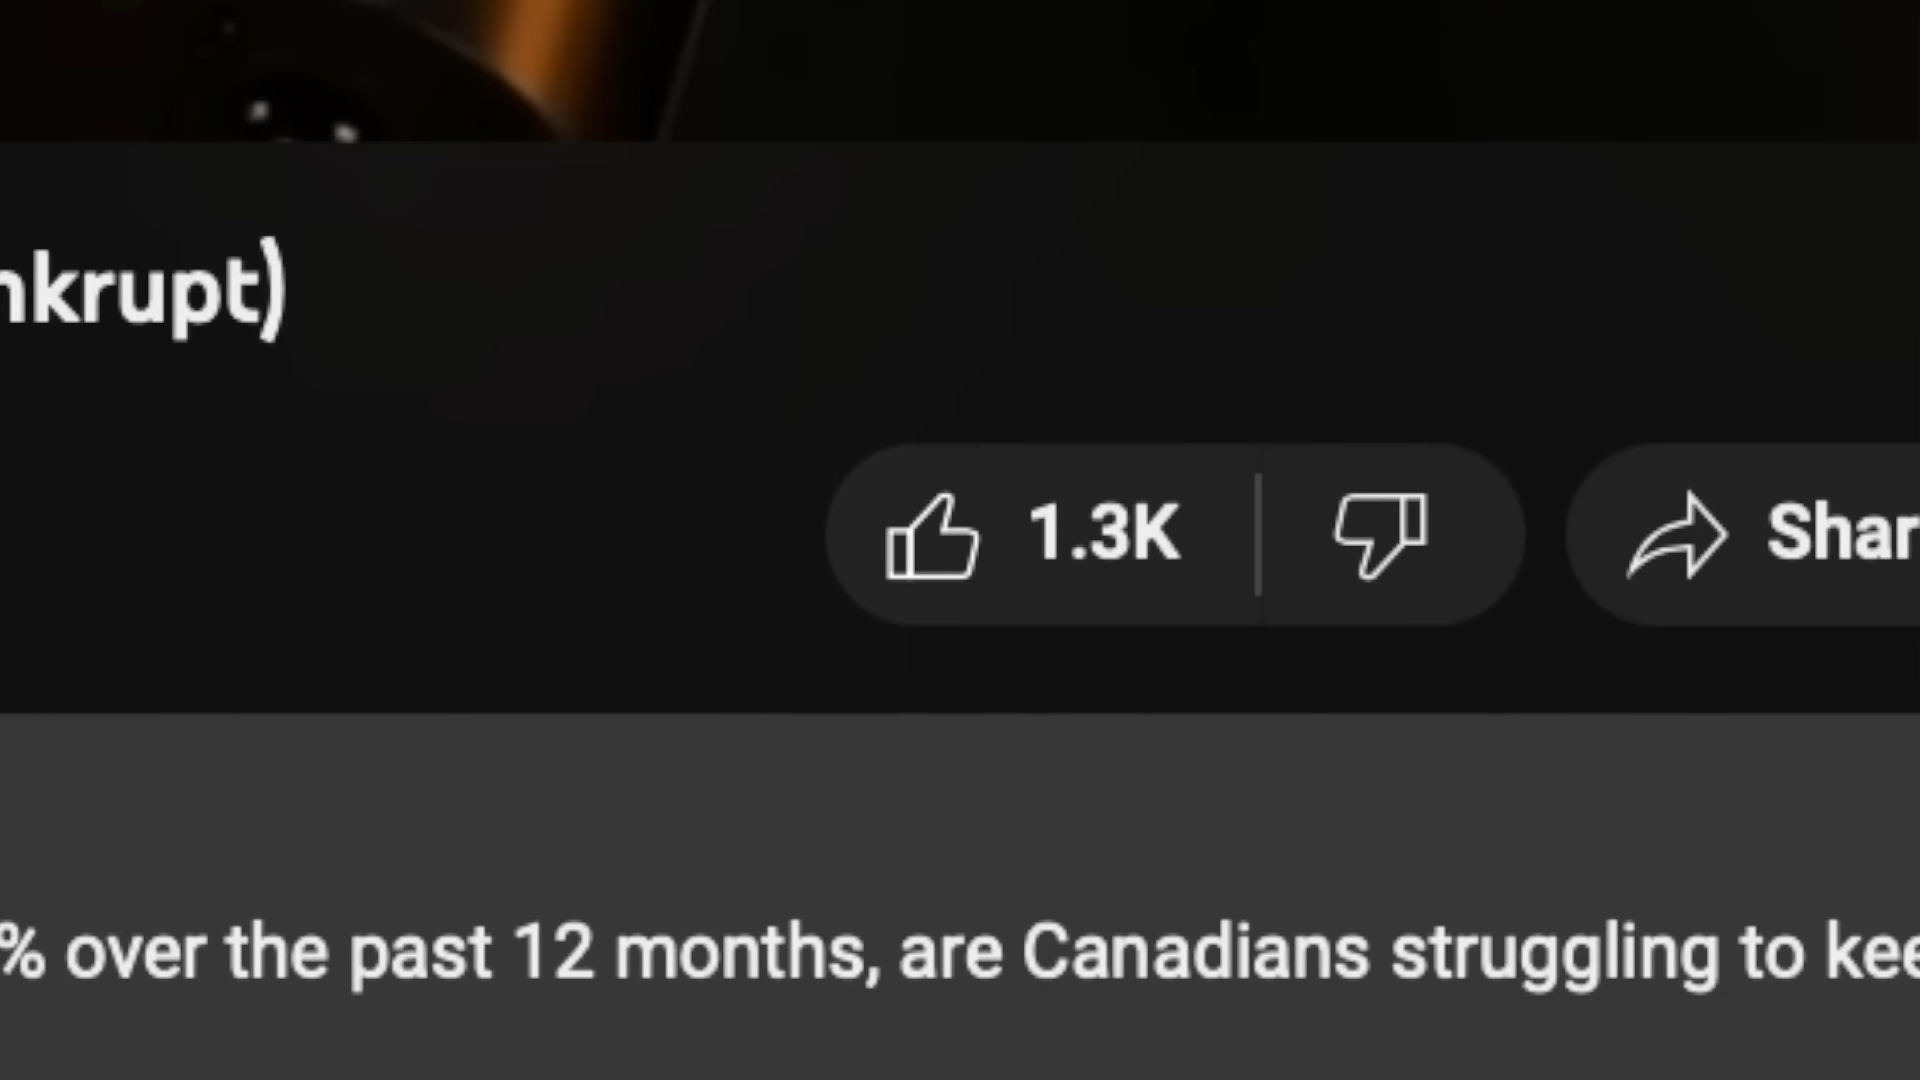 nkrupt)
1.3K
Shar
% over the past 12 months, are Canadians struggling to kee